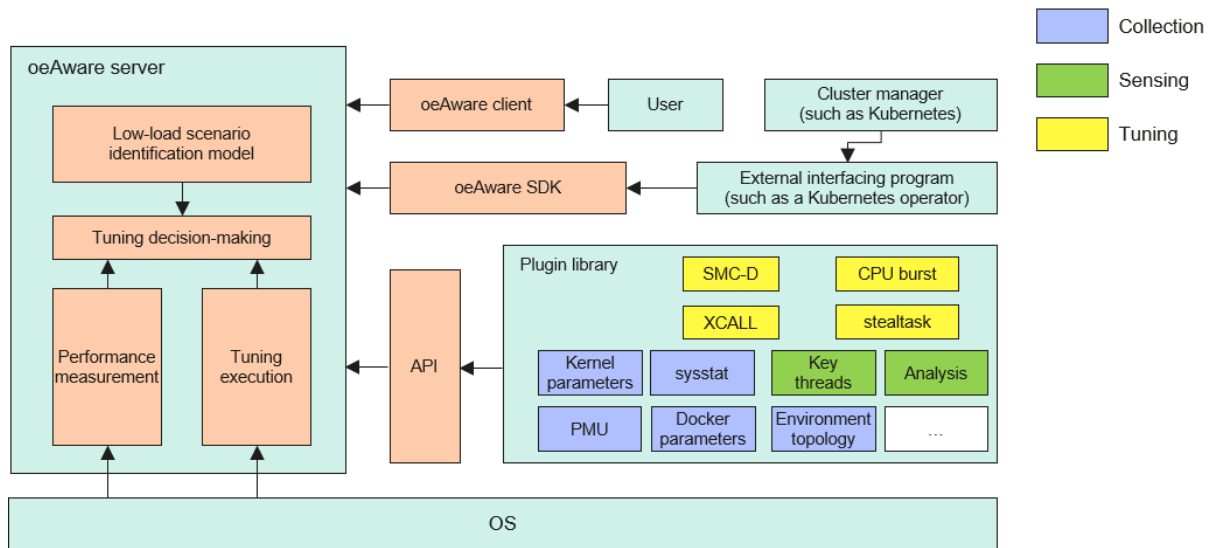 Collection
Sensing
Tuning
oeAware server
Low-load scenario
identification model
Tuning decision-making
Performance
measurement
Tuning
execution
oeAware client
User
Cluster manager
(such as Kubernetes)
oeAware SDK
External interfacing program
(such as a Kubernetes operator)
API
Plugin library
SMC-D
CPU burst
XCALL
stealtask
Kernel
parameters
sysstat
Key
threads
Analysis
PMU
Docker
parameters
Environment
topology
...
OS